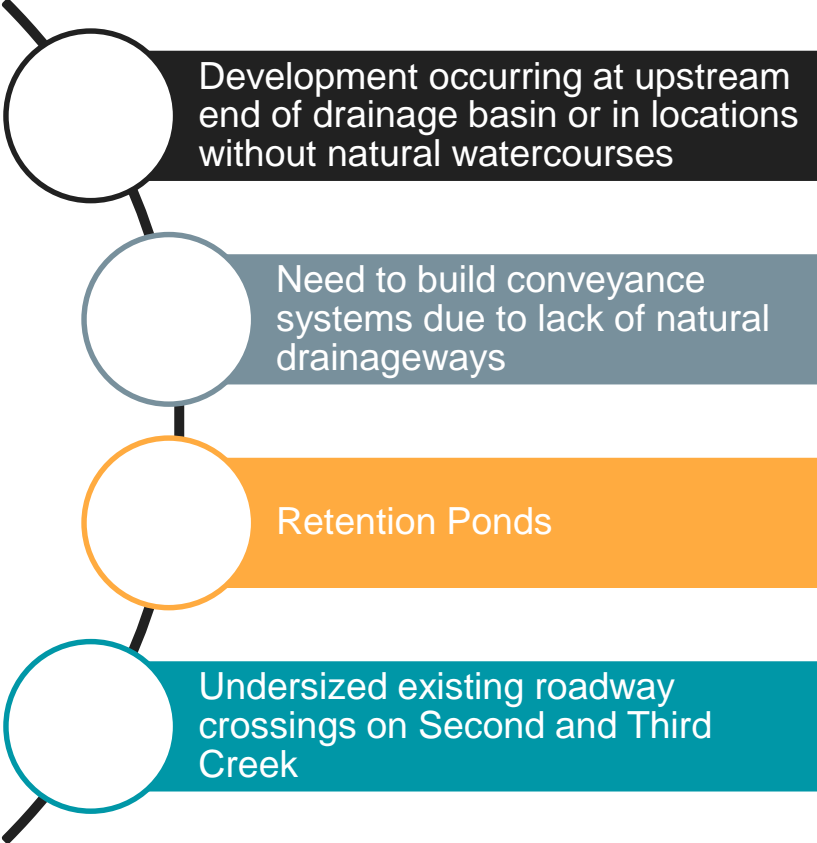 Development occurring at upstream
end of drainage basin or in locations
without natural watercourses
Need to build conveyance
systems due to lack of natural
drainageways
Retention Ponds
Undersized existing roadway
crossings on Second and Third
Creek